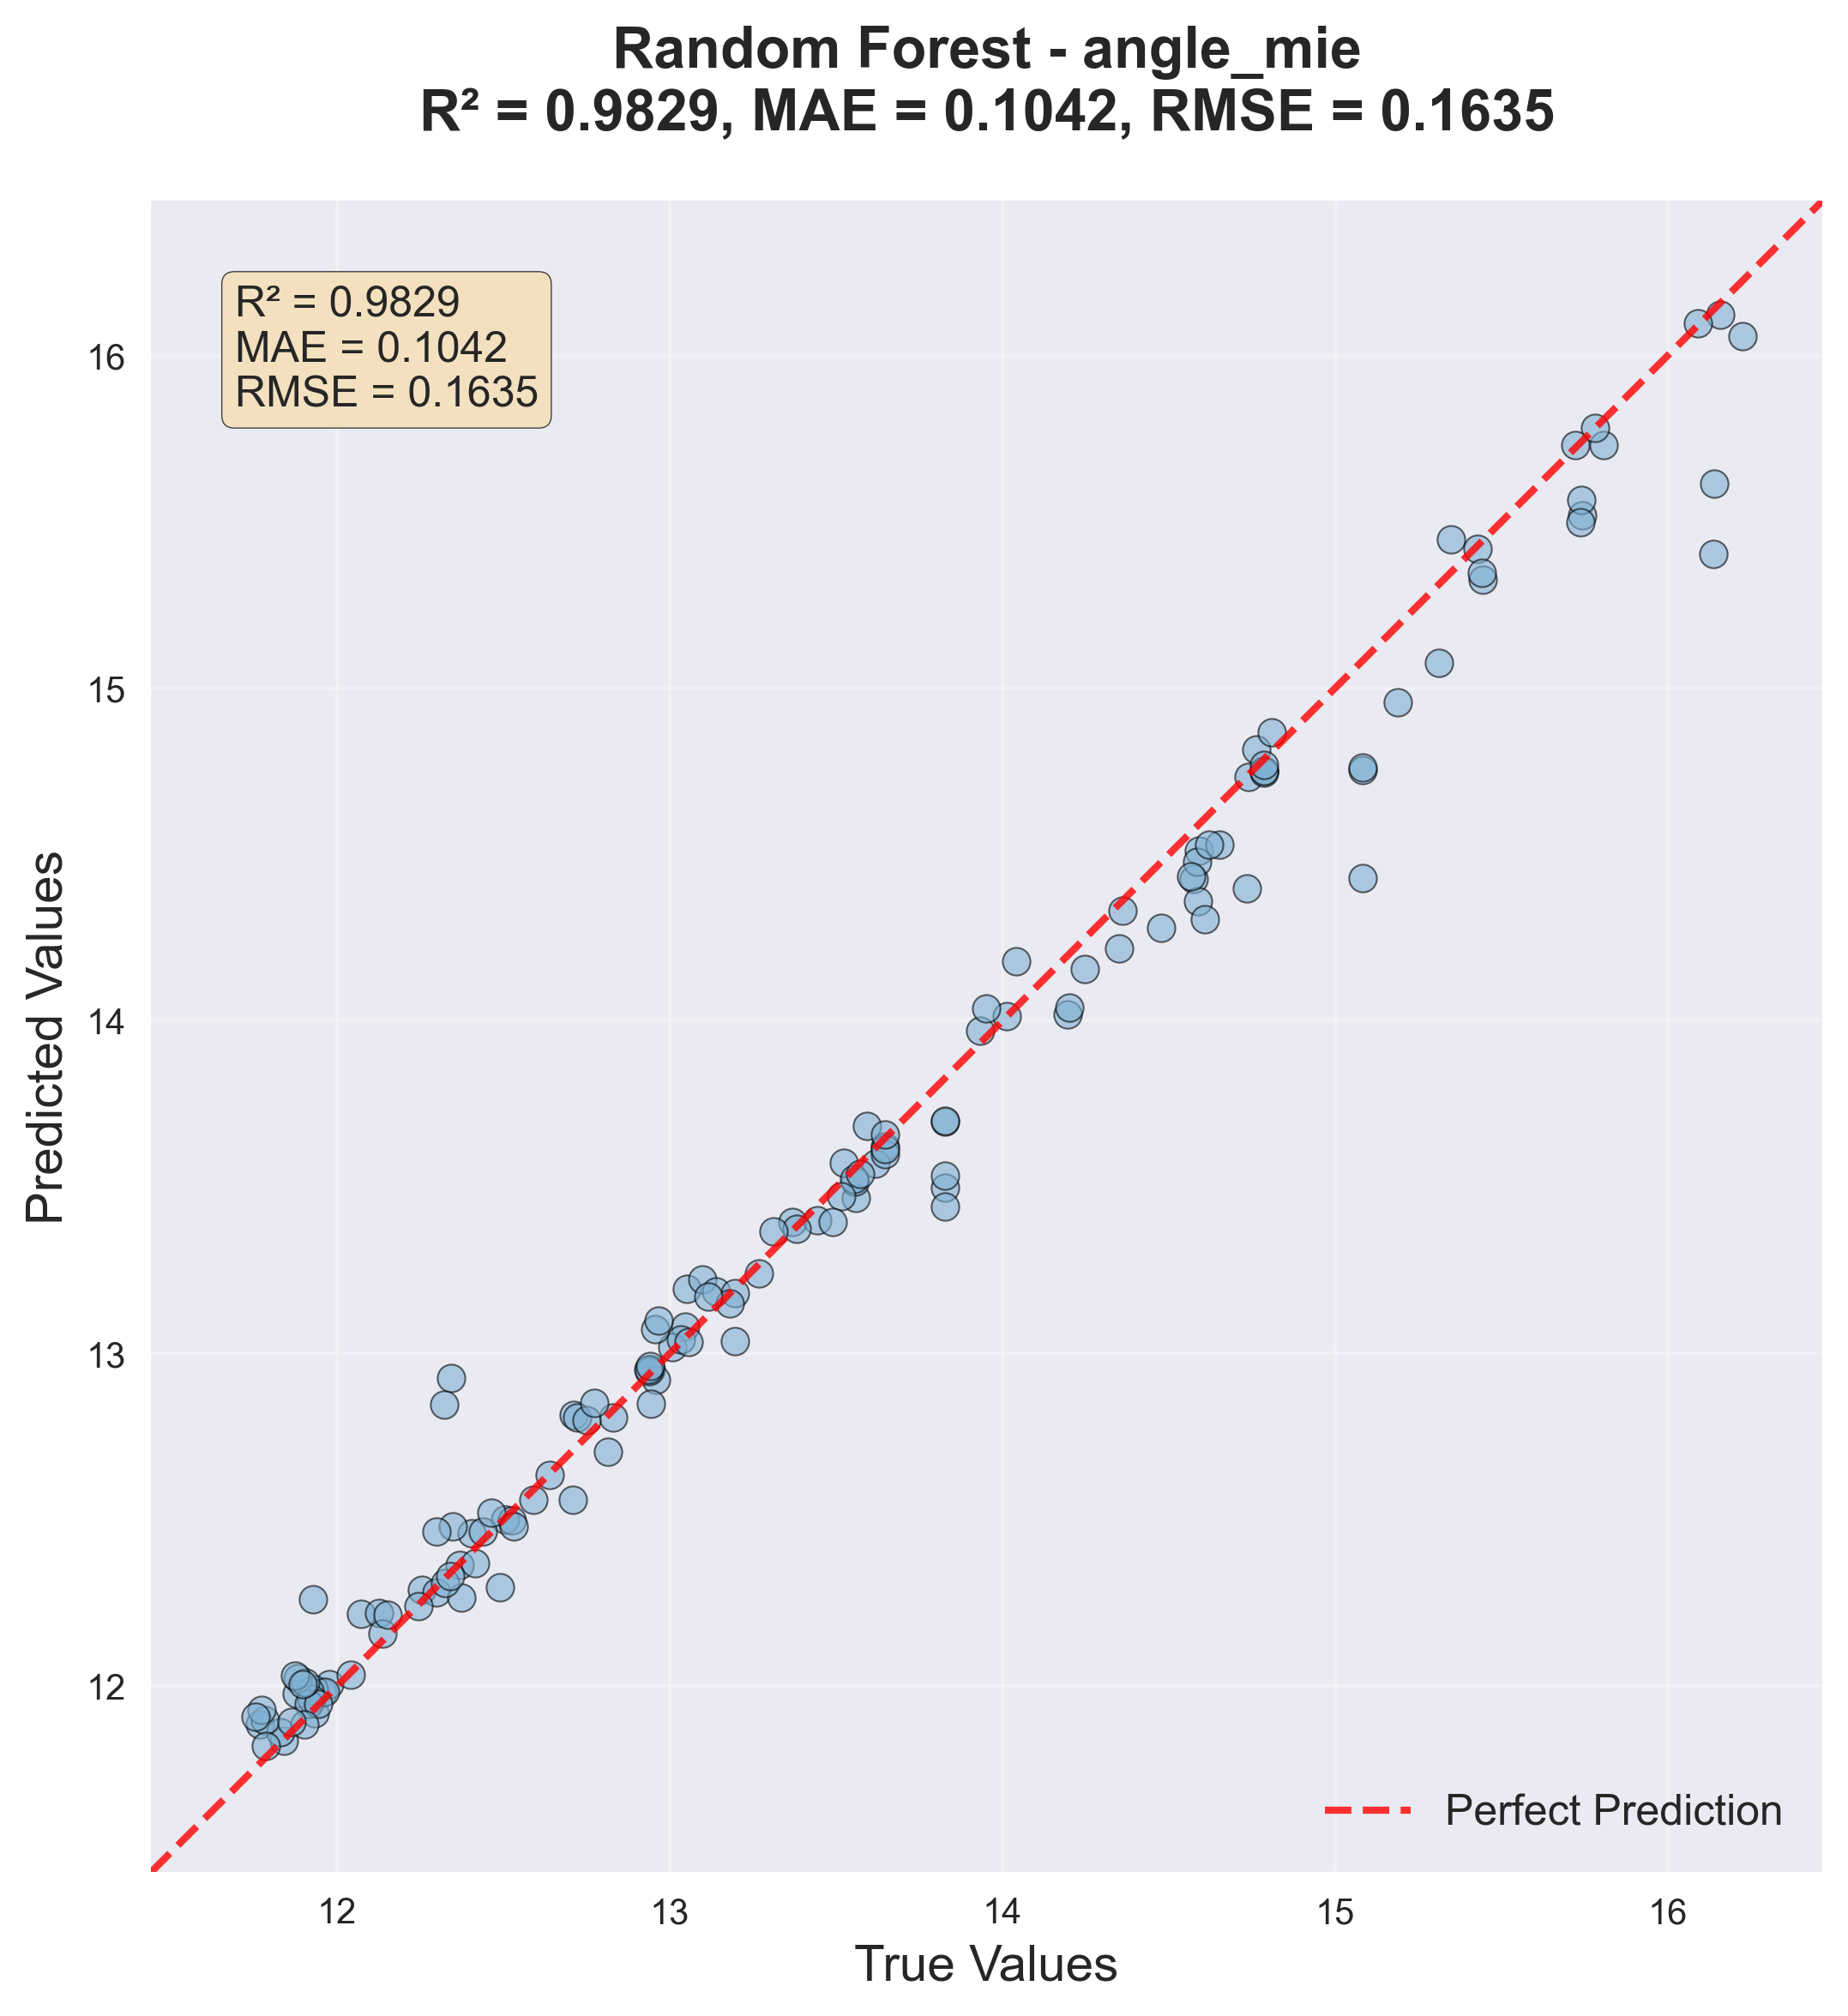 Random Forest - angle_mie
R² = 0.9829, MAE = 0.1042, RMSE = 0.1635
R² = 0.9829
MAE = 0.1042
RMSE = 0.1635
16
15
14
13
12
Predicted Values
Perfect Prediction
12 13 14 15 16
True Values